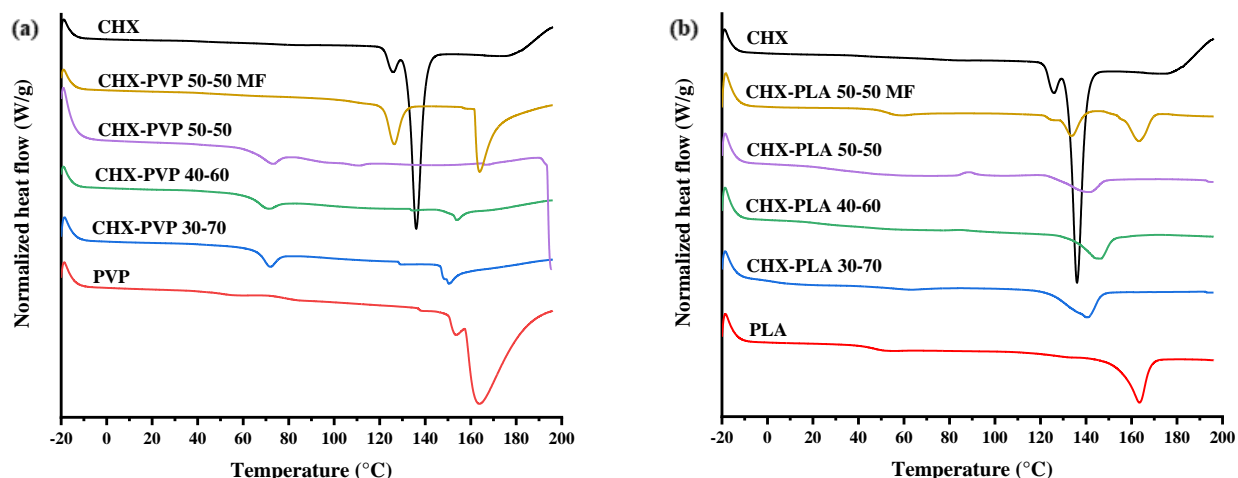 (a)
Normalized heat flow (W/g)
CHX
CHX-PVP 50-50 MF
CHX-PVP 50-50
CHX-PVP 40-60
CHX-PVP 30-70
PVP
-20 0 20 40 60 80 100 120 140 160 180 200
Temperature (°C)
(b)
Normalized heat flow (W/g)
CHX
CHX-PLA 50-50 MF
CHX-PLA 50-50
CHX-PLA 40-60
CHX-PLA 30-70
PLA
-20 0 20 40 60 80 100 120 140 160 180 200
Temperature (°C)